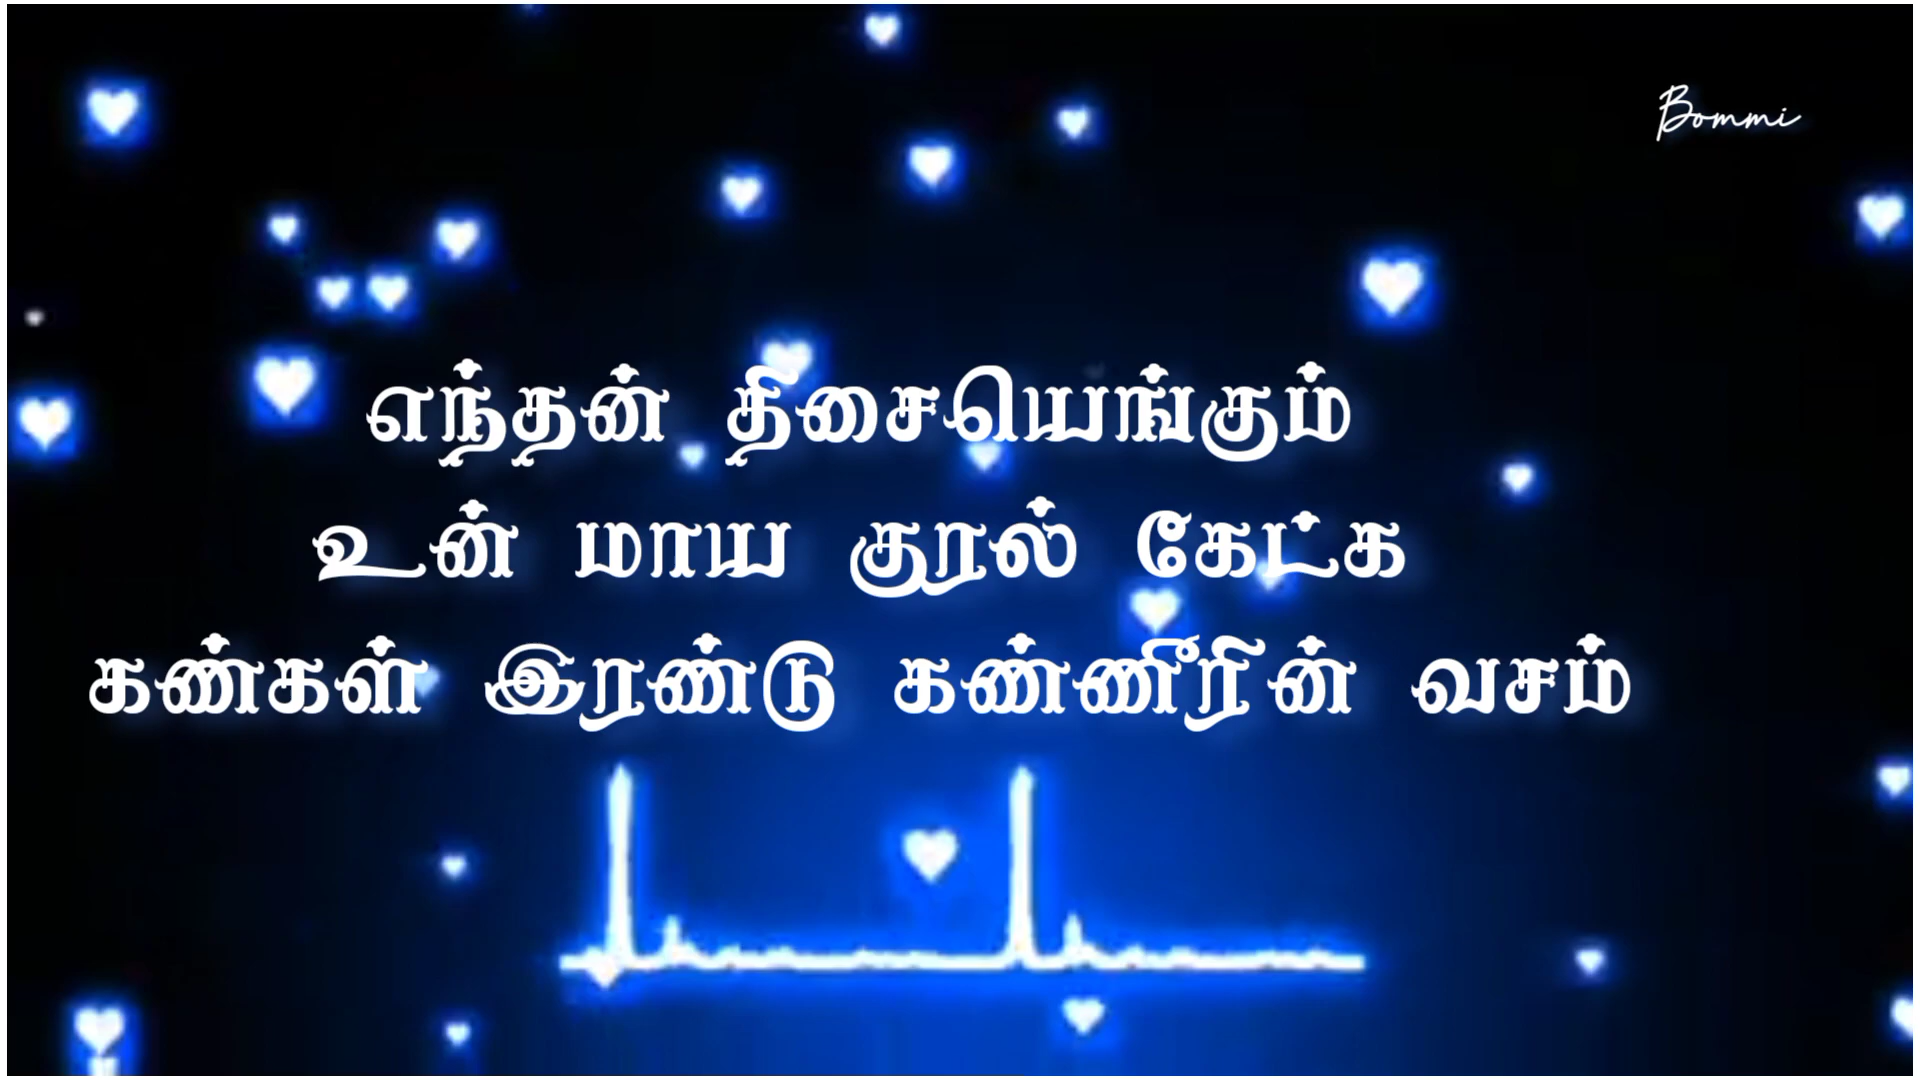 Bommi
எந்தன் திசையெங்கும்
உன் மாய குரல் கேட்க
கண்கள் இரண்டு கண்ணீரின் வசம்